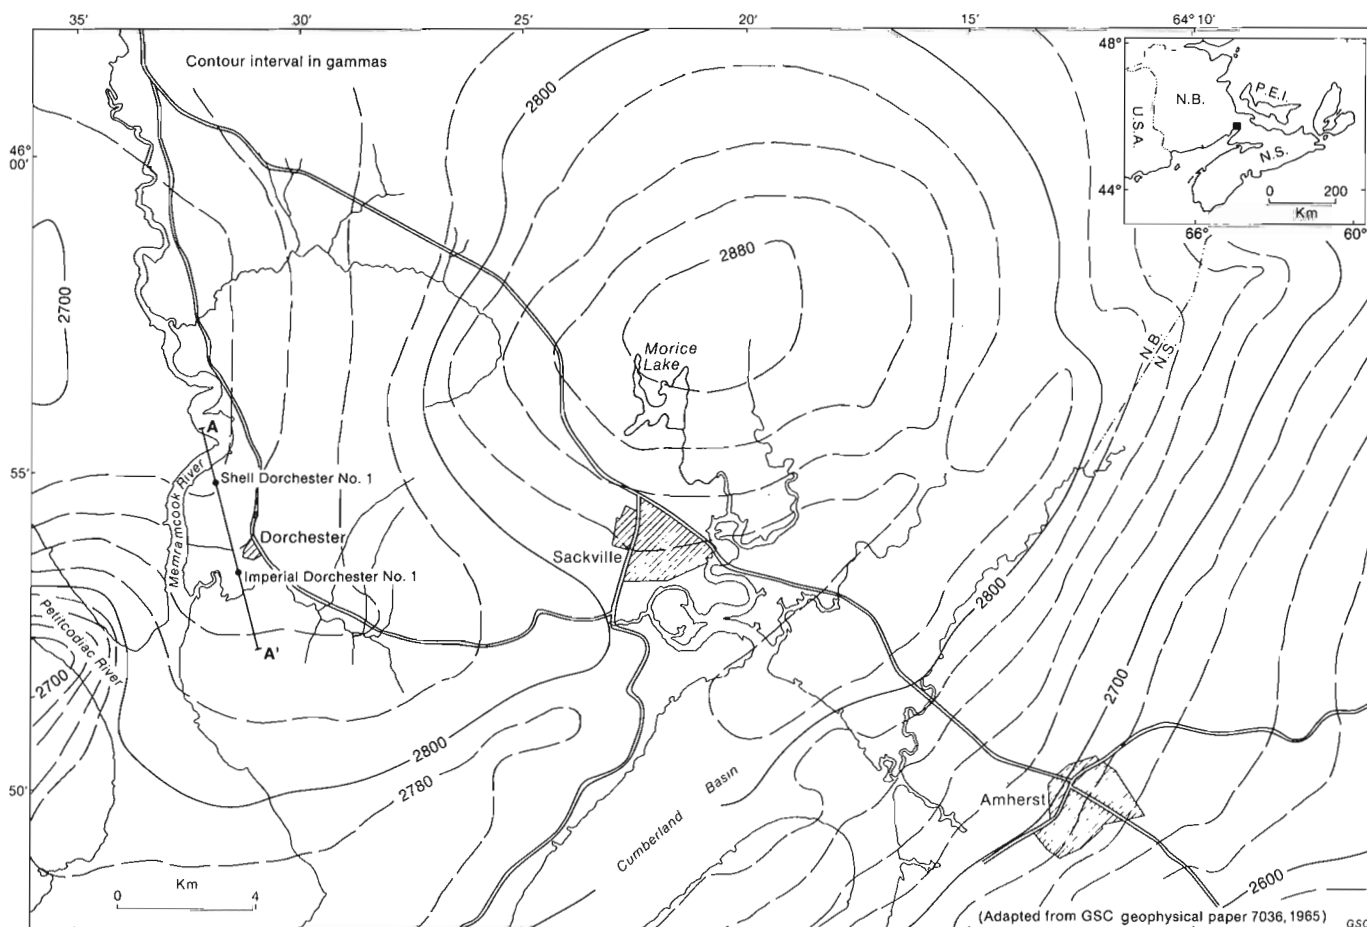 35'
30'
25'
20'
15'
64° 10'
Contour interval in gammas
2800
48°
N.B.
P.E.I.
U.S.A.
N.S.
0 200
Km
44°
66°
60°
46°
00'
2880
2700
Morice
Lake
N.B.
N.S.
A
55'
Shell Dorchester No. 1
Memramcook River
Dorchester
Sackville
Imperial Dorchester No. 1
2800
Petitcodiac River
A'
2700
2700
2800
Basin
2780
50'
Amherst
Cumberland
Km
0 4
2600
(Adapted from GSC geophysical paper 7036, 1965)
GSC